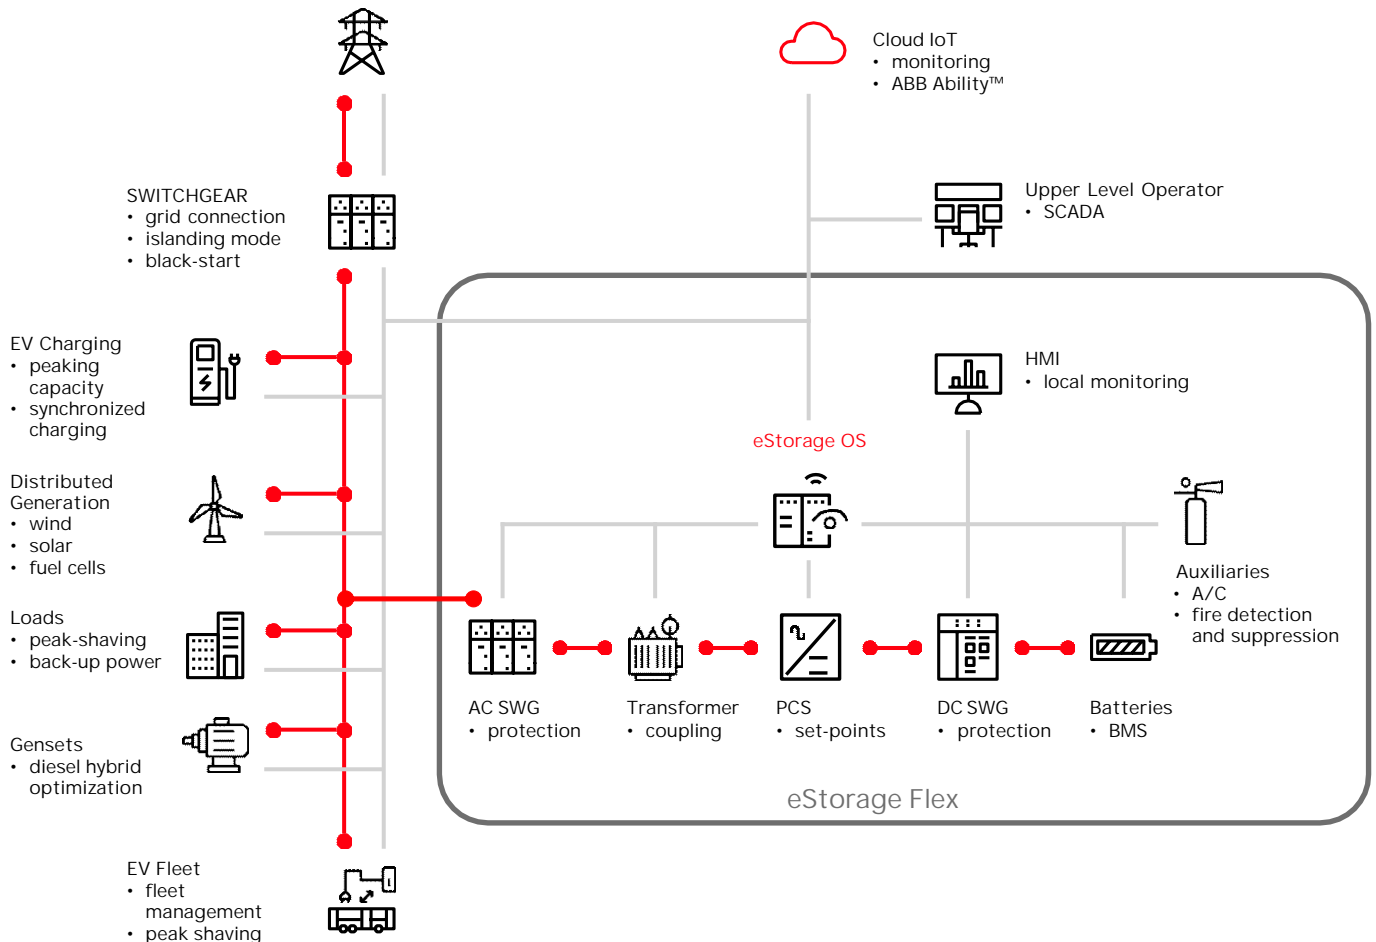 Cloud IoT
• monitoring
• ABB Ability™
SWITCHGEAR
• grid connection
• islanding mode
• black-start
Upper Level Operator
• SCADA
EV Charging
• peaking
capacity
• synchronized
charging
HMI
• local monitoring
eStorage OS
Distributed
Generation
• wind
• solar
• fuel cells
Auxiliaries
• A/C
• fire detection
and suppression
Loads
• peak-shaving
• back-up power
AC SWG
• protection
Transformer
• coupling
PCS
• set-points
DC SWG
• protection
Batteries
• BMS
Gensets
• diesel hybrid
optimization
eStorage Flex
EV Fleet
• fleet
management
• peak shaving